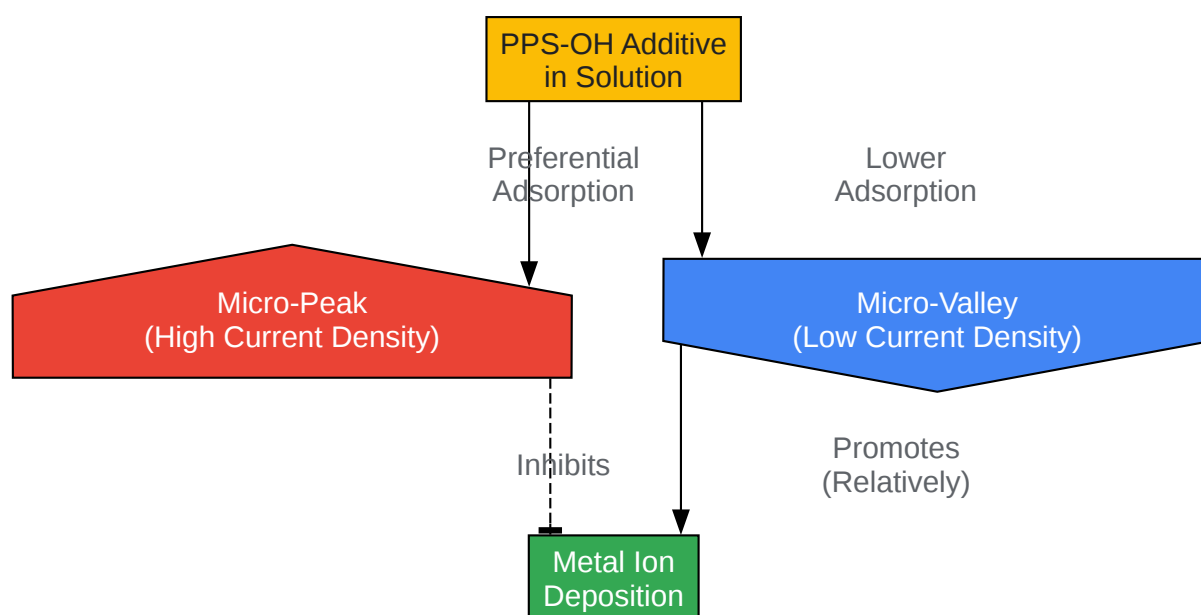 PPS-OH Additive
in Solution
Preferential
Adsorption
Lower
Adsorption
Micro-Peak
(High Current Density)
Micro-Valley
(Low Current Density)
Inhibits
Promotes
(Relatively)
Metal Ion
Deposition